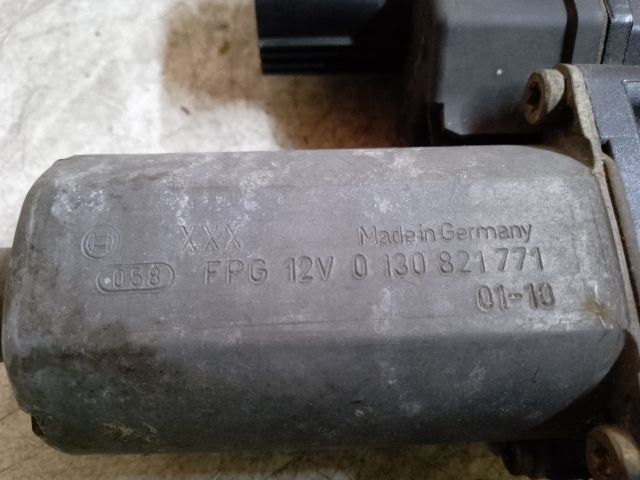 XXX Made in Germany
058 FPG 12V 0 130 821 771
01-10